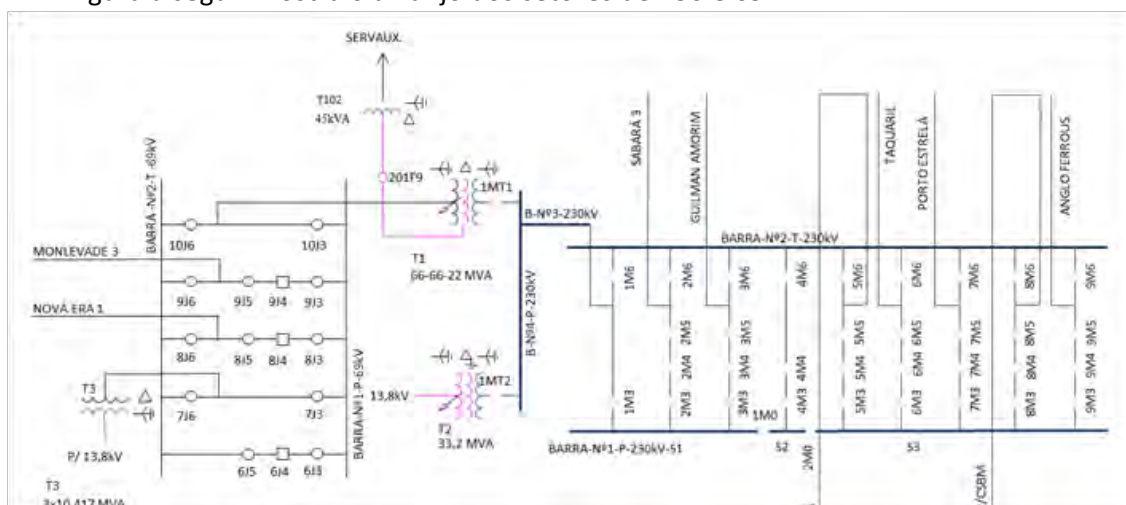 SERVAUX.
T102
45kVA
BARRA -Nº2-T -69kV
201F9
1MT1
SABARÁ 3
GUILMAN AMORIM
TAQUARIL
PORTO ESTRELA
ANGLO FERROUS
B-Nº3-230kV
BARRA-Nº2-T-230kV
10J6
10J3
MONLEVADE 3
T1
66-66-22 MVA
B-Nº4-P-230kV
1M6
2M6
3M6
4M6
5M6
6M6
7M6
8M6
9M6
9J6
9J5
9J4
9J3
NOVA ERA 1
2M5
3M5
5M5
6M5
7M5
8M5
9M5
8J6
8J5
8J4
8J3
2M4
3M4
4M4
5M4
6M4
7M4
8M4
9M4
T3
7J6
7J3
13,8kV
1MT2
1M3
2M3
3M3
4M3
5M3
6M3
7M3
8M3
9M3
1M0
T2
33,2 MVA
BARRA-Nº1-P-69kV
BARRA-Nº1-P-230kV-S1
S2
2M0
S3
P/ 13,8kV
6J5
6J4
6J3
T3
3x10,417 MVA
/CSBM